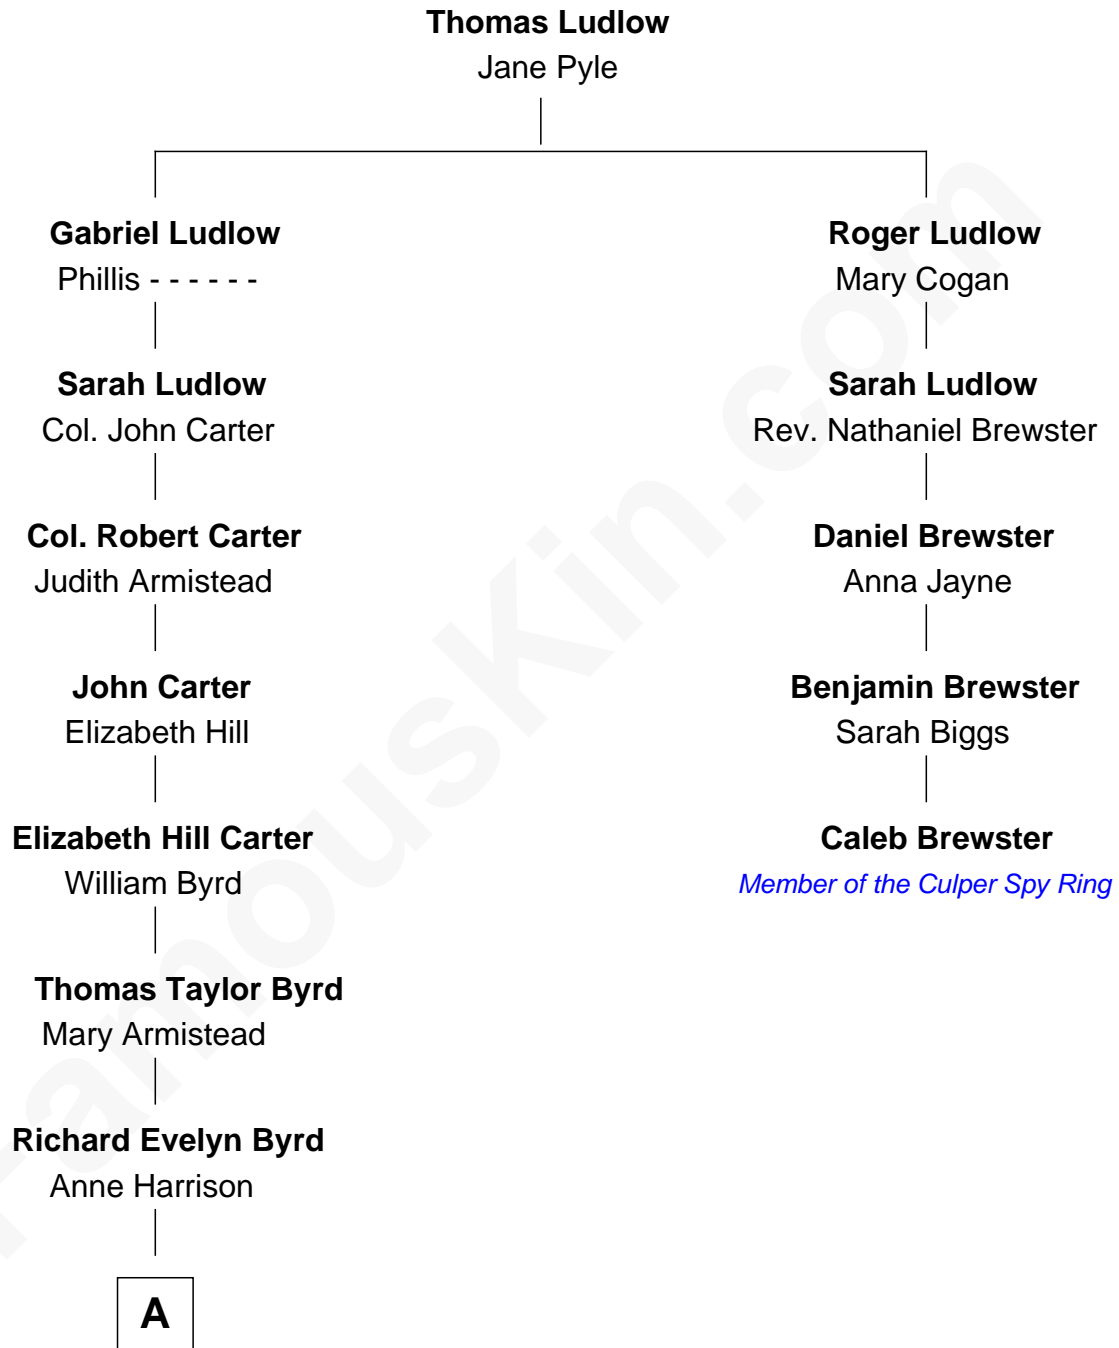 Thomas Ludlow
Jane Pyle
Gabriel Ludlow
Phillis - - - - - -
Sarah Ludlow
Col. John Carter
Col. Robert Carter
Judith Armistead
John Carter
Elizabeth Hill
Elizabeth Hill Carter
William Byrd
Thomas Taylor Byrd
Mary Armistead
Richard Evelyn Byrd
Anne Harrison
A
Roger Ludlow
Mary Cogan
Sarah Ludlow
Rev. Nathaniel Brewster
Daniel Brewster
Anna Jayne
Benjamin Brewster
Sarah Biggs
Caleb Brewster
Member of the Culper Spy Ring
FamousKin.com